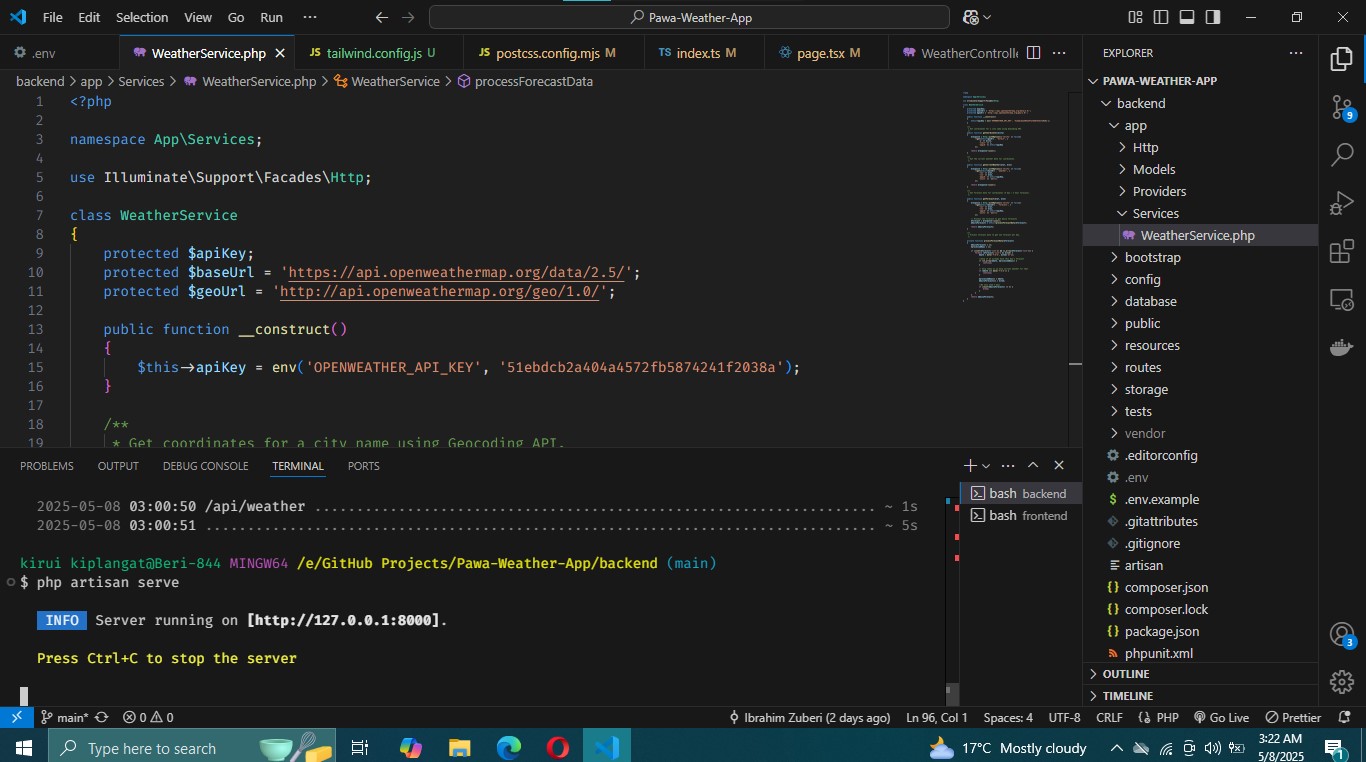 File Edit Selection View Go Run ··· Pawa-Weather-App
.env WeatherService.php JS tailwind.config.js U JS postcss.config.mjs M TS index.ts M page.tsx M WeatherControlle
backend > app > Services > WeatherService.php > WeatherService > processForecastData
1 <?php
2
3 namespace App\Services;
4
5 use Illuminate\Support\Facades\Http;
6
7 class WeatherService
8 {
9 protected $apiKey;
10 protected $baseUrl = 'https://api.openweathermap.org/data/2.5/';
11 protected $geoUrl = 'http://api.openweathermap.org/geo/1.0/';
12
13 public function __construct()
14 {
15 $this->apiKey = env('OPENWEATHER_API_KEY', '51ebdcb2a404a4572fb5874241f2038a');
16 }
17
18 /**
19 * Get coordinates for a city name using Geocoding API.
PROBLEMS OUTPUT DEBUG CONSOLE TERMINAL PORTS
2025-05-08 03:00:50 /api/weather ................................................................... ~ 1s
2025-05-08 03:00:51 ................................................................................ ~ 5s
kirui kiplangat@Beri-844 MINGW64 /e/GitHub Projects/Pawa-Weather-App/backend (main)
$ php artisan serve
INFO Server running on [http://127.0.0.1:8000].
Press Ctrl+C to stop the server
bash backend
bash frontend
EXPLORER ···
PAWA-WEATHER-APP
backend
app
Http
Models
Providers
Services
WeatherService.php
bootstrap
config
database
public
resources
routes
storage
tests
vendor
.editorconfig
.env
$ .env.example
.gitattributes
.gitignore
artisan
{} composer.json
{} composer.lock
{} package.json
phpunit.xml
OUTLINE
TIMELINE
9
3
main* 0 0 Ibrahim Zuberi (2 days ago) Ln 96, Col 1 Spaces: 4 UTF-8 CRLF PHP Go Live Prettier
Type here to search 17°C Mostly cloudy 3:22 AM
5/8/2025 1